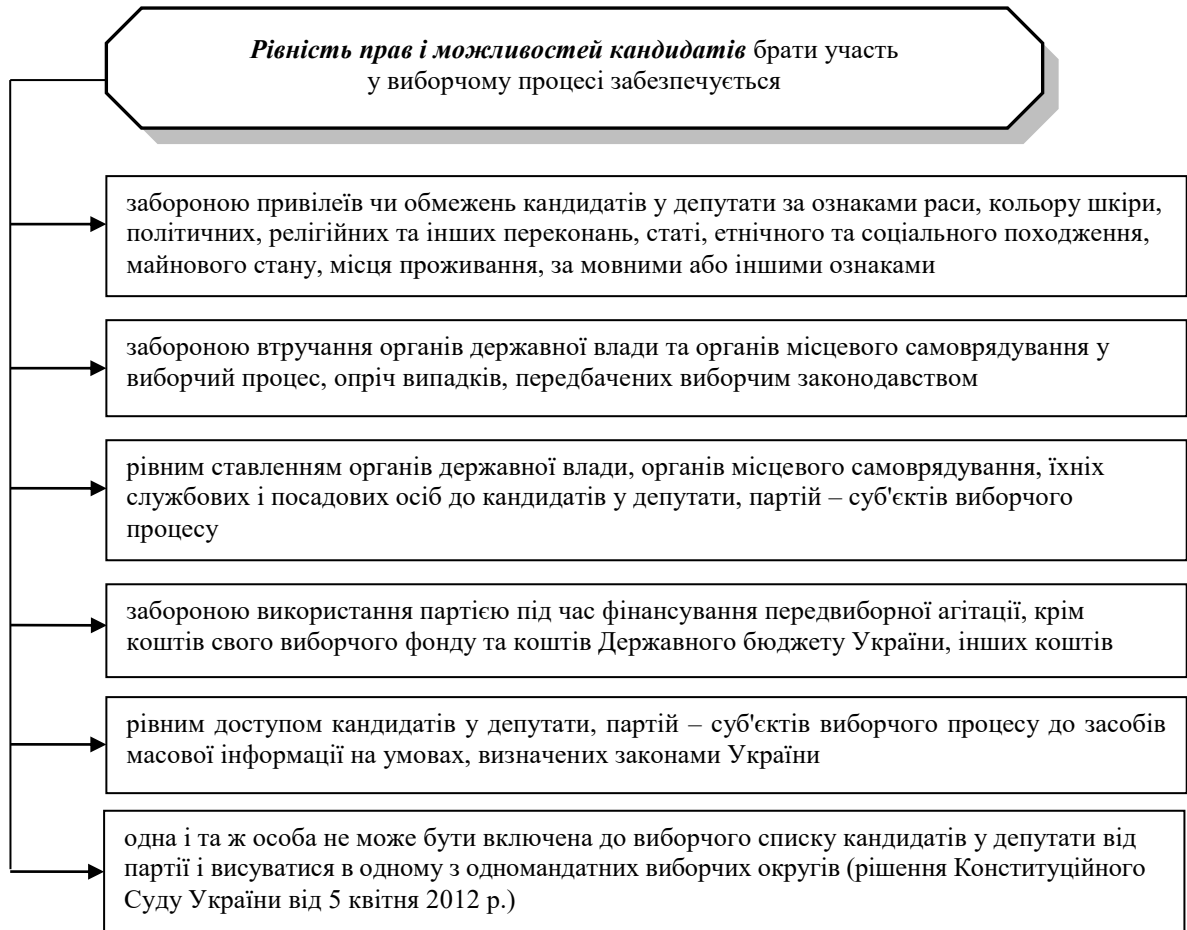 Рівність прав і можливостей кандидатів брати участь
у виборчому процесі забезпечується
забороною привілеїв чи обмежень кандидатів у депутати за ознаками раси, кольору шкіри,
політичних, релігійних та інших переконань, статі, етнічного та соціального походження,
майнового стану, місця проживання, за мовними або іншими ознаками
забороною втручання органів державної влади та органів місцевого самоврядування у
виборчий процес, опріч випадків, передбачених виборчим законодавством
рівним ставленням органів державної влади, органів місцевого самоврядування, їхніх
службових і посадових осіб до кандидатів у депутати, партій – суб'єктів виборчого
процесу
забороною використання партією під час фінансування передвиборної агітації, крім
коштів свого виборчого фонду та коштів Державного бюджету України, інших коштів
рівним доступом кандидатів у депутати, партій – суб'єктів виборчого процесу до засобів
масової інформації на умовах, визначених законами України
одна і та ж особа не може бути включена до виборчого списку кандидатів у депутати від
партії і висуватися в одному з одномандатних виборчих округів (рішення Конституційного
Суду України від 5 квітня 2012 р.)